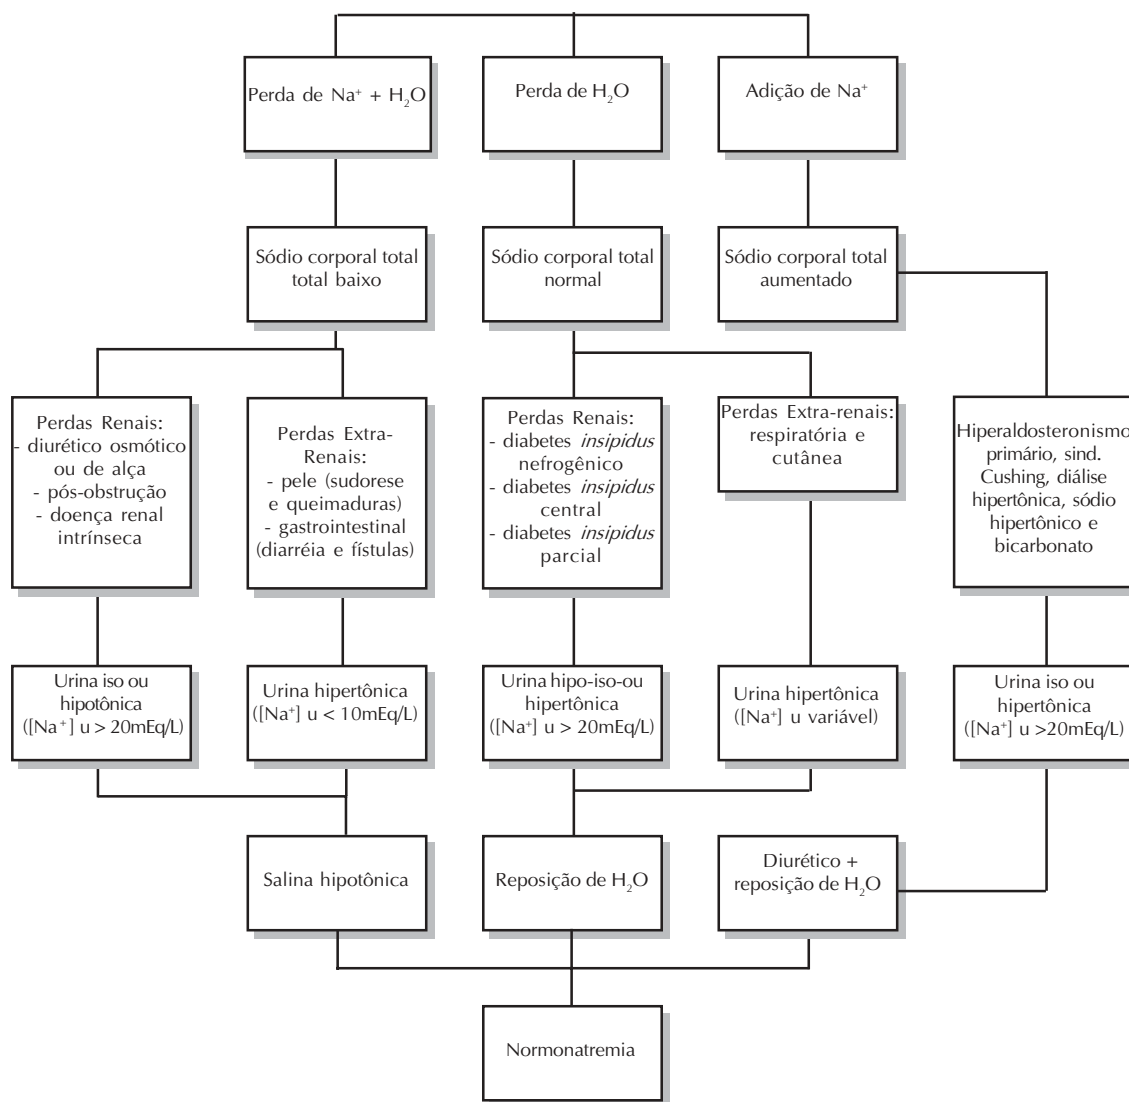 Perda de Na⁺ + H₂O
Perda de H₂O
Adição de Na⁺
Sódio corporal total
total baixo
Sódio corporal total
normal
Sódio corporal total
aumentado
Perdas Renais:
- diurético osmótico
ou de alça
- pós-obstrução
- doença renal
intrínseca
Perdas Extra-
Renais:
- pele (sudorese
e queimaduras)
- gastrointestinal
(diarréia e fístulas)
Perdas Renais:
- diabetes insipidus
nefrogênico
- diabetes insipidus
central
- diabetes insipidus
parcial
Perdas Extra-renais:
respiratória e
cutânea
Hiperaldosteronismo
primário, sind.
Cushing, diálise
hipertônica, sódio
hipertônico e
bicarbonato
Urina iso ou
hipotônica
([Na⁺] u > 20mEq/L)
Urina hipertônica
([Na⁺] u < 10mEq/L)
Urina hipo-iso-ou
hipertônica
([Na⁺] u > 20mEq/L)
Urina hipertônica
([Na⁺] u variável)
Urina iso ou
hipertônica
([Na⁺] u >20mEq/L)
Salina hipotônica
Reposição de H₂O
Diurético +
reposição de H₂O
Normonatremia